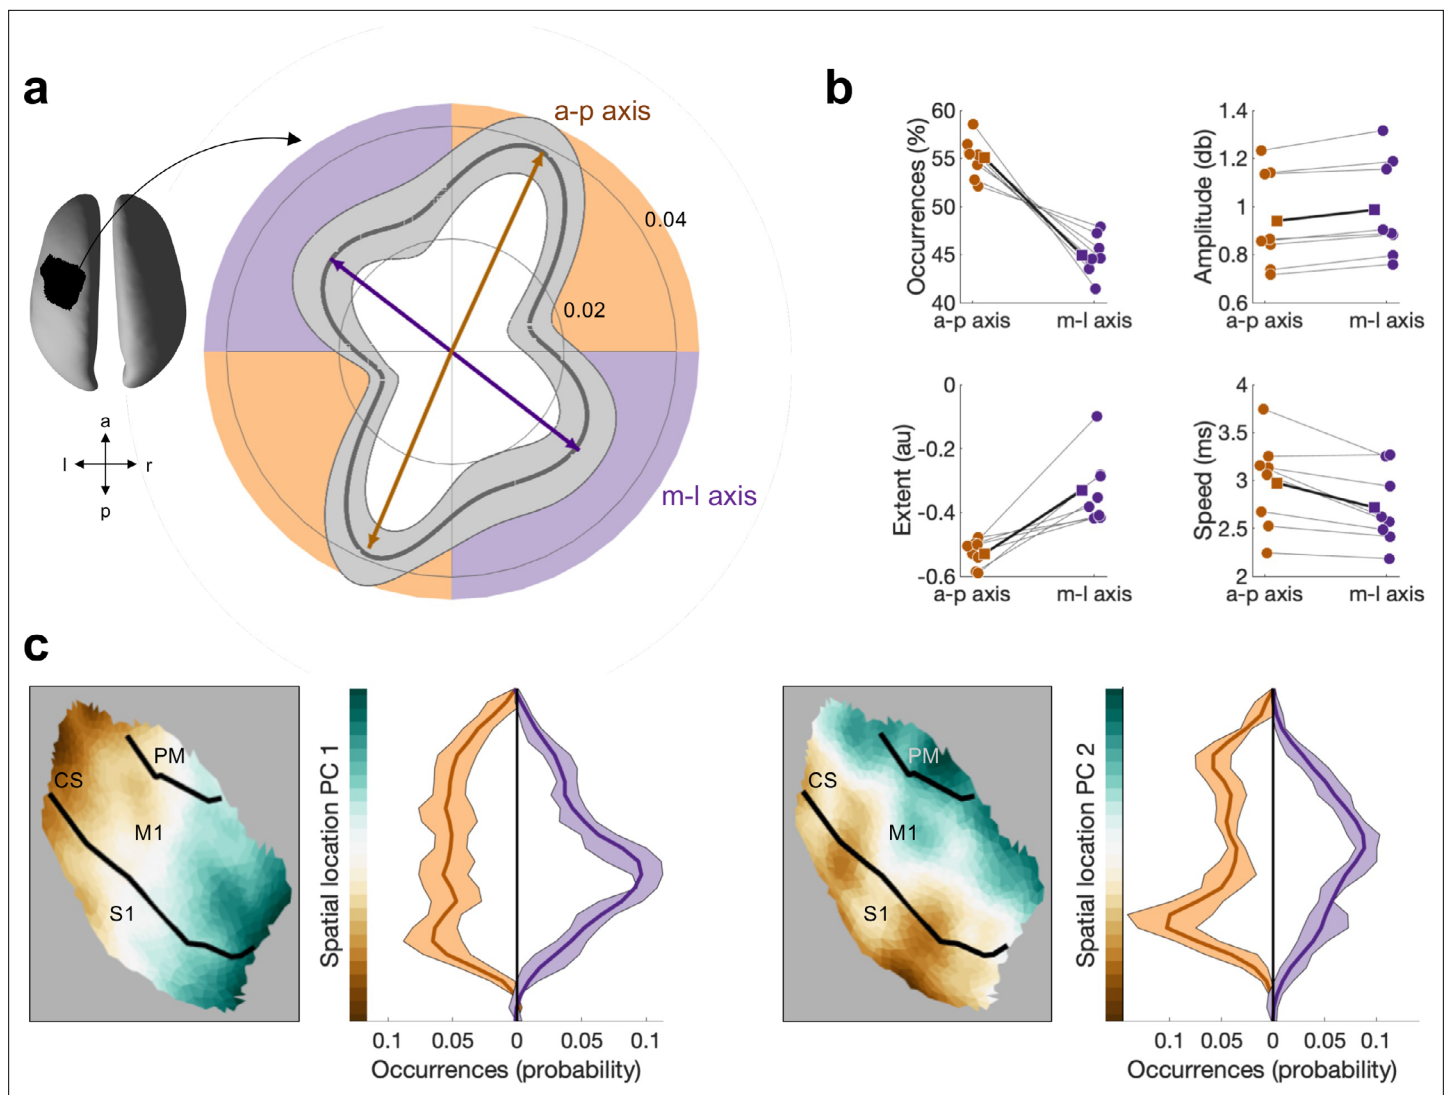 a
a-p axis
0.04
0.02
m-l axis
a
l
r
p
b
Occurrences (%)
60
55
50
45
40
a-p axis
m-l axis
Amplitude (db)
1.4
1.2
1
0.8
0.6
a-p axis
m-l axis
Extent (au)
0
-0.2
-0.4
-0.6
a-p axis
m-l axis
Speed (ms)
4
3.5
3
2.5
2
a-p axis
m-l axis
c
PM
CS
M1
S1
Spatial location PC 1
0.1 0.05 0 0.05 0.1
Occurrences (probability)
PM
CS
M1
S1
Spatial location PC 2
0.1 0.05 0 0.05 0.1
Occurrences (probability)